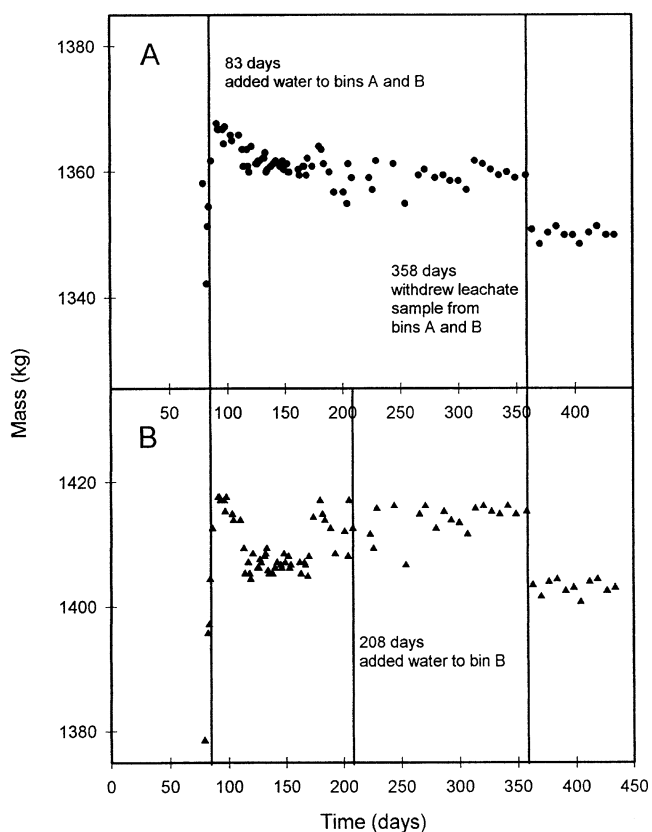 1380
A
83 days
added water to bins A and B
1360
358 days
withdrew leachate
sample from
bins A and B
1340
Mass (kg)
50 100 150 200 250 300 350 400
B
1420
1400
208 days
added water to bin B
1380
0 50 100 150 200 250 300 350 400 450
Time (days)